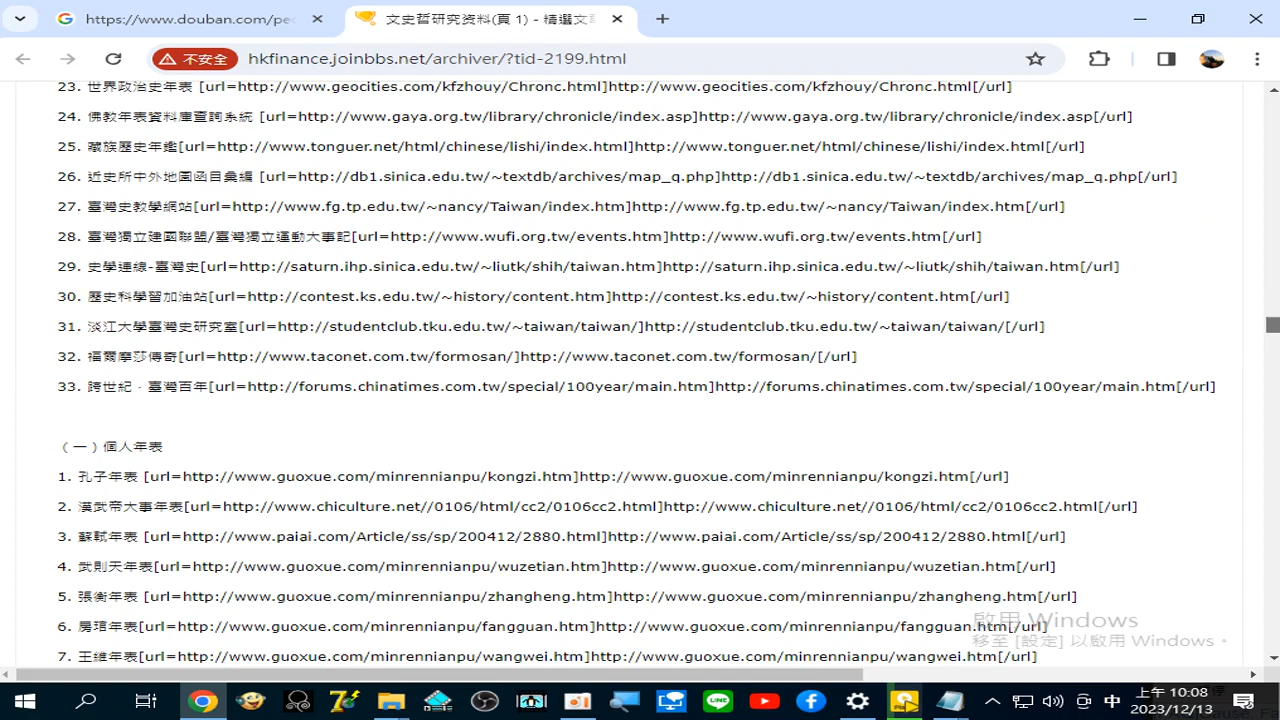 https://www.douban.com/pe
文史哲研究资料(頁 1) - 精選文章
不安全
hkfinance.joinbbs.net/archiver/?tid-2199.html
23. 世界政治史年表 [url=http://www.geocities.com/kfzhouy/Chronc.html]http://www.geocities.com/kfzhouy/Chronc.html[/url]
24. 佛教年表資料庫查詢系統 [url=http://www.gaya.org.tw/library/chronicle/index.asp]http://www.gaya.org.tw/library/chronicle/index.asp[/url]
25. 藏族歷史年鑑[url=http://www.tonguer.net/html/chinese/lishi/index.html]http://www.tonguer.net/html/chinese/lishi/index.html[/url]
26. 近史所中外地圖函目彙編 [url=http://db1.sinica.edu.tw/~textdb/archives/map_q.php]http://db1.sinica.edu.tw/~textdb/archives/map_q.php[/url]
27. 臺灣史教學網站[url=http://www.fg.tp.edu.tw/~nancy/Taiwan/index.htm]http://www.fg.tp.edu.tw/~nancy/Taiwan/index.htm[/url]
28. 臺灣獨立建國聯盟/臺灣獨立運動大事記[url=http://www.wufi.org.tw/events.htm]http://www.wufi.org.tw/events.htm[/url]
29. 史學連線-臺灣史[url=http://saturn.ihp.sinica.edu.tw/~liutk/shih/taiwan.htm]http://saturn.ihp.sinica.edu.tw/~liutk/shih/taiwan.htm[/url]
30. 歷史科學習加油站[url=http://contest.ks.edu.tw/~history/content.htm]http://contest.ks.edu.tw/~history/content.htm[/url]
31. 淡江大學臺灣史研究室[url=http://studentclub.tku.edu.tw/~taiwan/taiwan/]http://studentclub.tku.edu.tw/~taiwan/taiwan/[/url]
32. 福爾摩莎傳奇[url=http://www.taconet.com.tw/formosan/]http://www.taconet.com.tw/formosan/[/url]
33. 跨世紀‧臺灣百年[url=http://forums.chinatimes.com.tw/special/100year/main.htm]http://forums.chinatimes.com.tw/special/100year/main.htm[/url]
（一）個人年表
1. 孔子年表 [url=http://www.guoxue.com/minrennianpu/kongzi.htm]http://www.guoxue.com/minrennianpu/kongzi.htm[/url]
2. 漢武帝大事年表[url=http://www.chiculture.net//0106/html/cc2/0106cc2.html]http://www.chiculture.net//0106/html/cc2/0106cc2.html[/url]
3. 蘇軾年表 [url=http://www.paiai.com/Article/ss/sp/200412/2880.html]http://www.paiai.com/Article/ss/sp/200412/2880.html[/url]
4. 武則天年表[url=http://www.guoxue.com/minrennianpu/wuzetian.htm]http://www.guoxue.com/minrennianpu/wuzetian.htm[/url]
5. 張衡年表 [url=http://www.guoxue.com/minrennianpu/zhangheng.htm]http://www.guoxue.com/minrennianpu/zhangheng.htm[/url]
6. 房琯年表[url=http://www.guoxue.com/minrennianpu/fangguan.htm]http://www.guoxue.com/minrennianpu/fangguan.htm[/url]
7. 王維年表[url=http://www.guoxue.com/minrennianpu/wangwei.htm]http://www.guoxue.com/minrennianpu/wangwei.htm[/url]
啟用 Windows
移至 [設定] 以啟用 Windows。
LINE
中
上午 10:08
2023/12/13